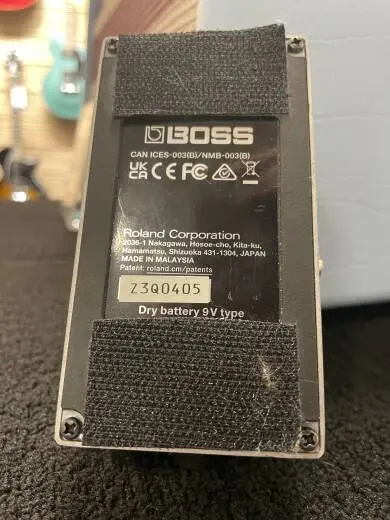 BOSS
CAN ICES-003(B)/NMB-003(B)
UK CA CE FC
Roland Corporation
2036-1 Nakagawa, Hosoe-cho, Kita-ku,
Hamamatsu, Shizuoka 431-1304, JAPAN
MADE IN MALAYSIA
Patent: roland.cm/patents
Z3Q0405
Dry battery 9V type